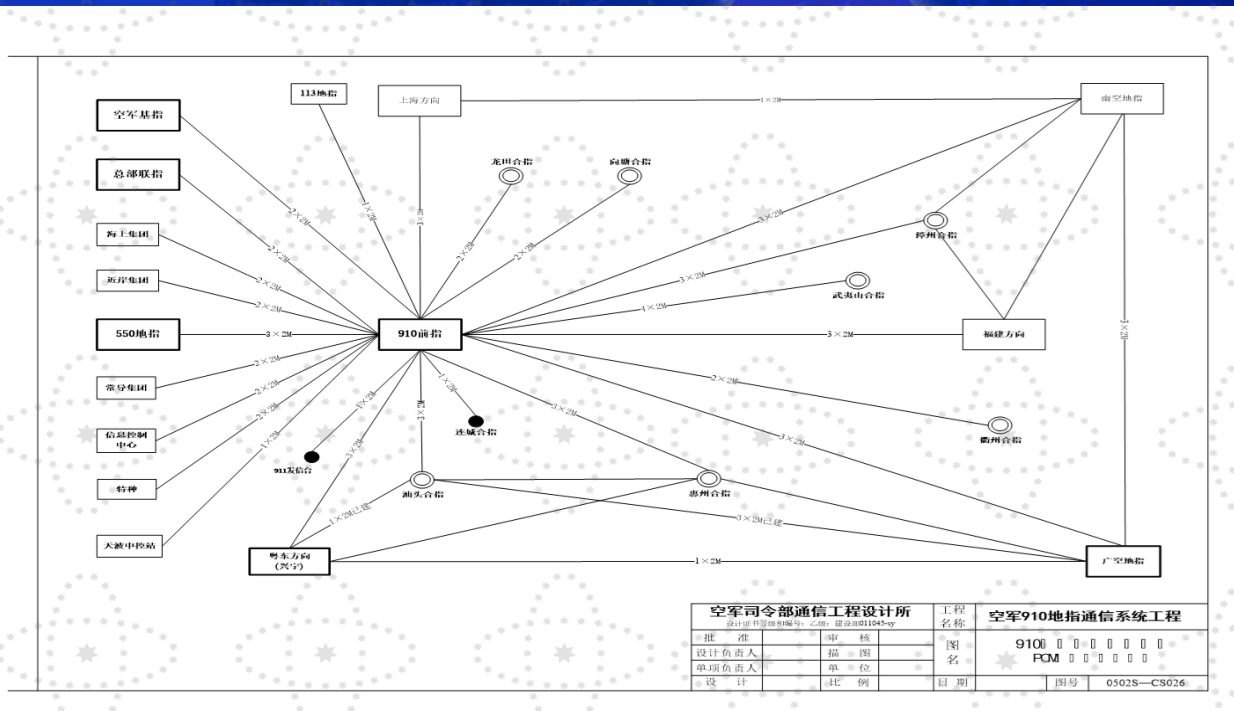 113地指
上海方向
南空地指
空军基指
1×2M
总部联指
龙田合指
向塘合指
2×2M
1×2M
3×2M
2×2M
2×2M
3×2M
海上集团
2×2M
漳州合指
近岸集团
2×2M
3×2M
武夷山合指
2×2M
4×2M
550地指
3×2M
910前指
5×2M
福建方向
3×2M
常导集团
2×2M
2×2M
1×2M
2×2M
信息控制
中心
2×2M
1×2M
3×2M
3×2M
连城合指
衢州合指
1×2M
3×2M
3×2M
911发信台
特种
汕头合指
惠州合指
1×2M已建
3×2M已建
天波中控站
粤东方向
(兴宁)
1×2M
广空地指
空军司令部通信工程设计所
工程
名称
空军910地指通信系统工程
批 准
审 核
图
名
910
PCM
设计负责人
描 图
单项负责人
单 位
设 计
比 例
日 期
图号
0502S—CS026